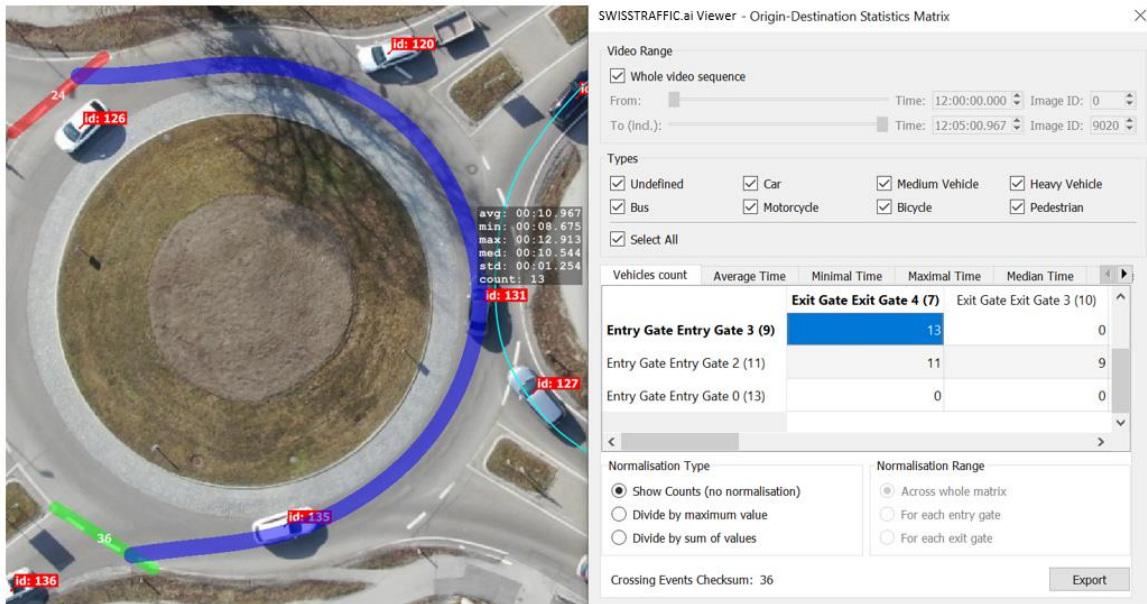 24
id: 120
id: 126
avg: 00:10.967
min: 00:08.675
max: 00:12.913
med: 00:10.544
std: 00:01.254
count: 13
id: 131
id: 127
id: 135
36
id: 136
SWISSTRAFFIC.ai Viewer - Origin-Destination Statistics Matrix
Video Range
Whole video sequence
From: Time: 12:00:00.000 Image ID: 0
To (incl.): Time: 12:05:00.967 Image ID: 9020
Types
Undefined Car Medium Vehicle Heavy Vehicle
Bus Motorcycle Bicycle Pedestrian
Select All
Vehicles count Average Time Minimal Time Maximal Time Median Time
Exit Gate Exit Gate 4 (7) Exit Gate Exit Gate 3 (10)
Entry Gate Entry Gate 3 (9) 13 0
Entry Gate Entry Gate 2 (11) 11 9
Entry Gate Entry Gate 0 (13) 0 0
Normalisation Type Normalisation Range
Show Counts (no normalisation) Across whole matrix
Divide by maximum value For each entry gate
Divide by sum of values For each exit gate
Crossing Events Checksum: 36 Export